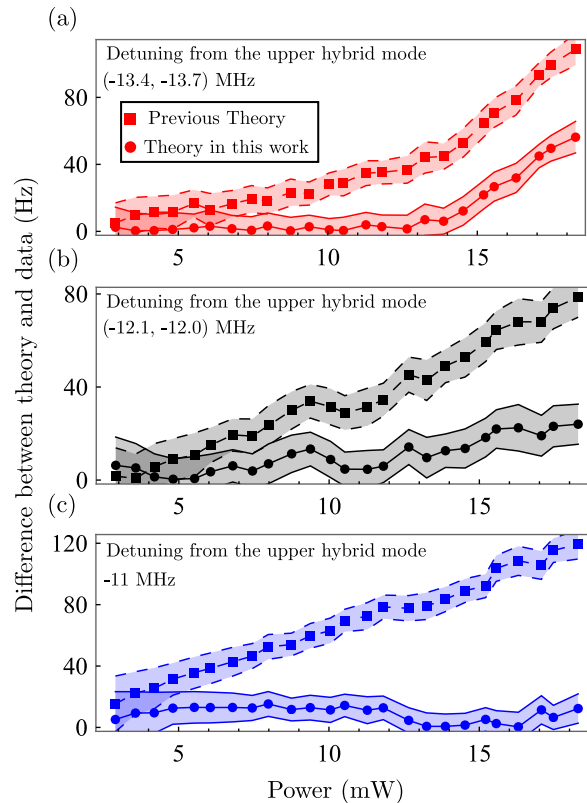 (a)
Detuning from the upper hybrid mode
(-13.4, -13.7) MHz
Previous Theory
Theory in this work
80
40
0
5
10
15
(b)
Detuning from the upper hybrid mode
(-12.1, -12.0) MHz
80
40
0
5
10
15
(c)
Detuning from the upper hybrid mode
-11 MHz
120
80
40
0
5
10
15
Power (mW)
Difference between theory and data (Hz)